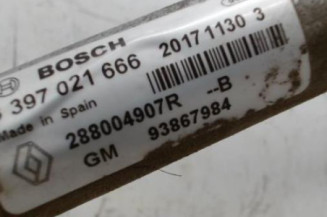 BOSCH 20171130 3
397 021 666
Made in Spain
288004907R --B
GM 93867984